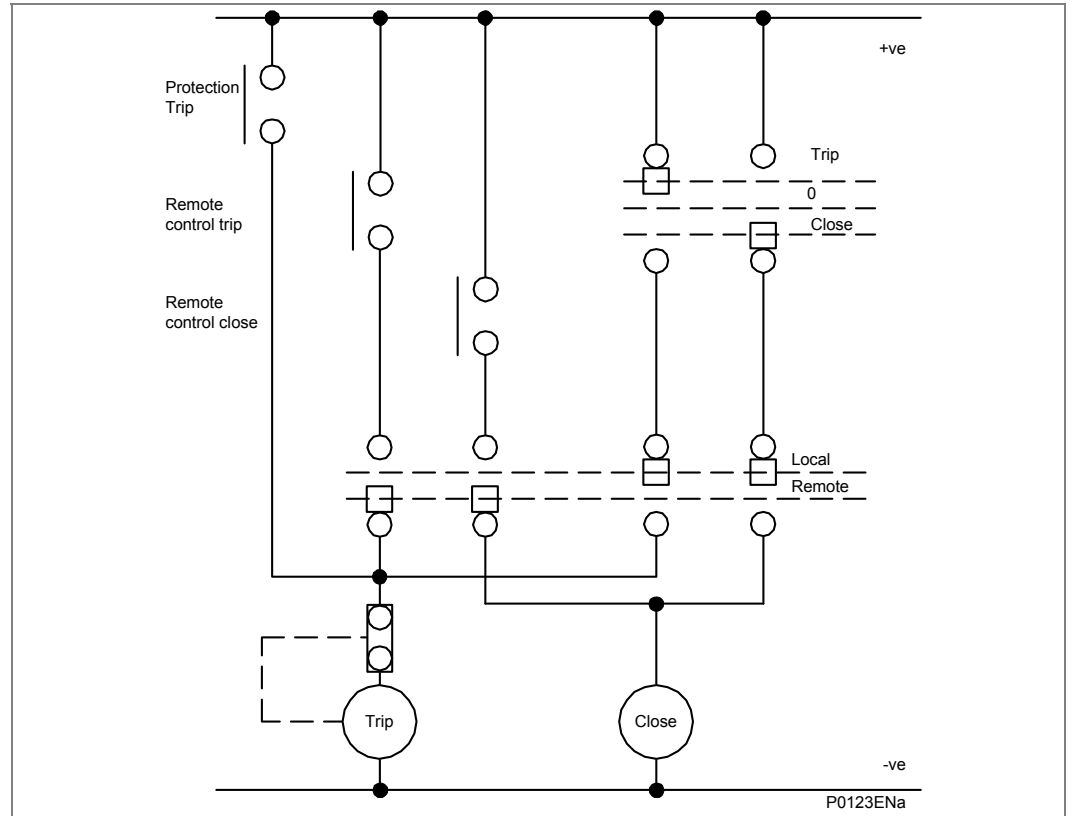 +ve
Protection
Trip
Trip
0
Remote
control trip
Close
Remote
control close
Local
Remote
Trip
Close
-ve
P0123ENa